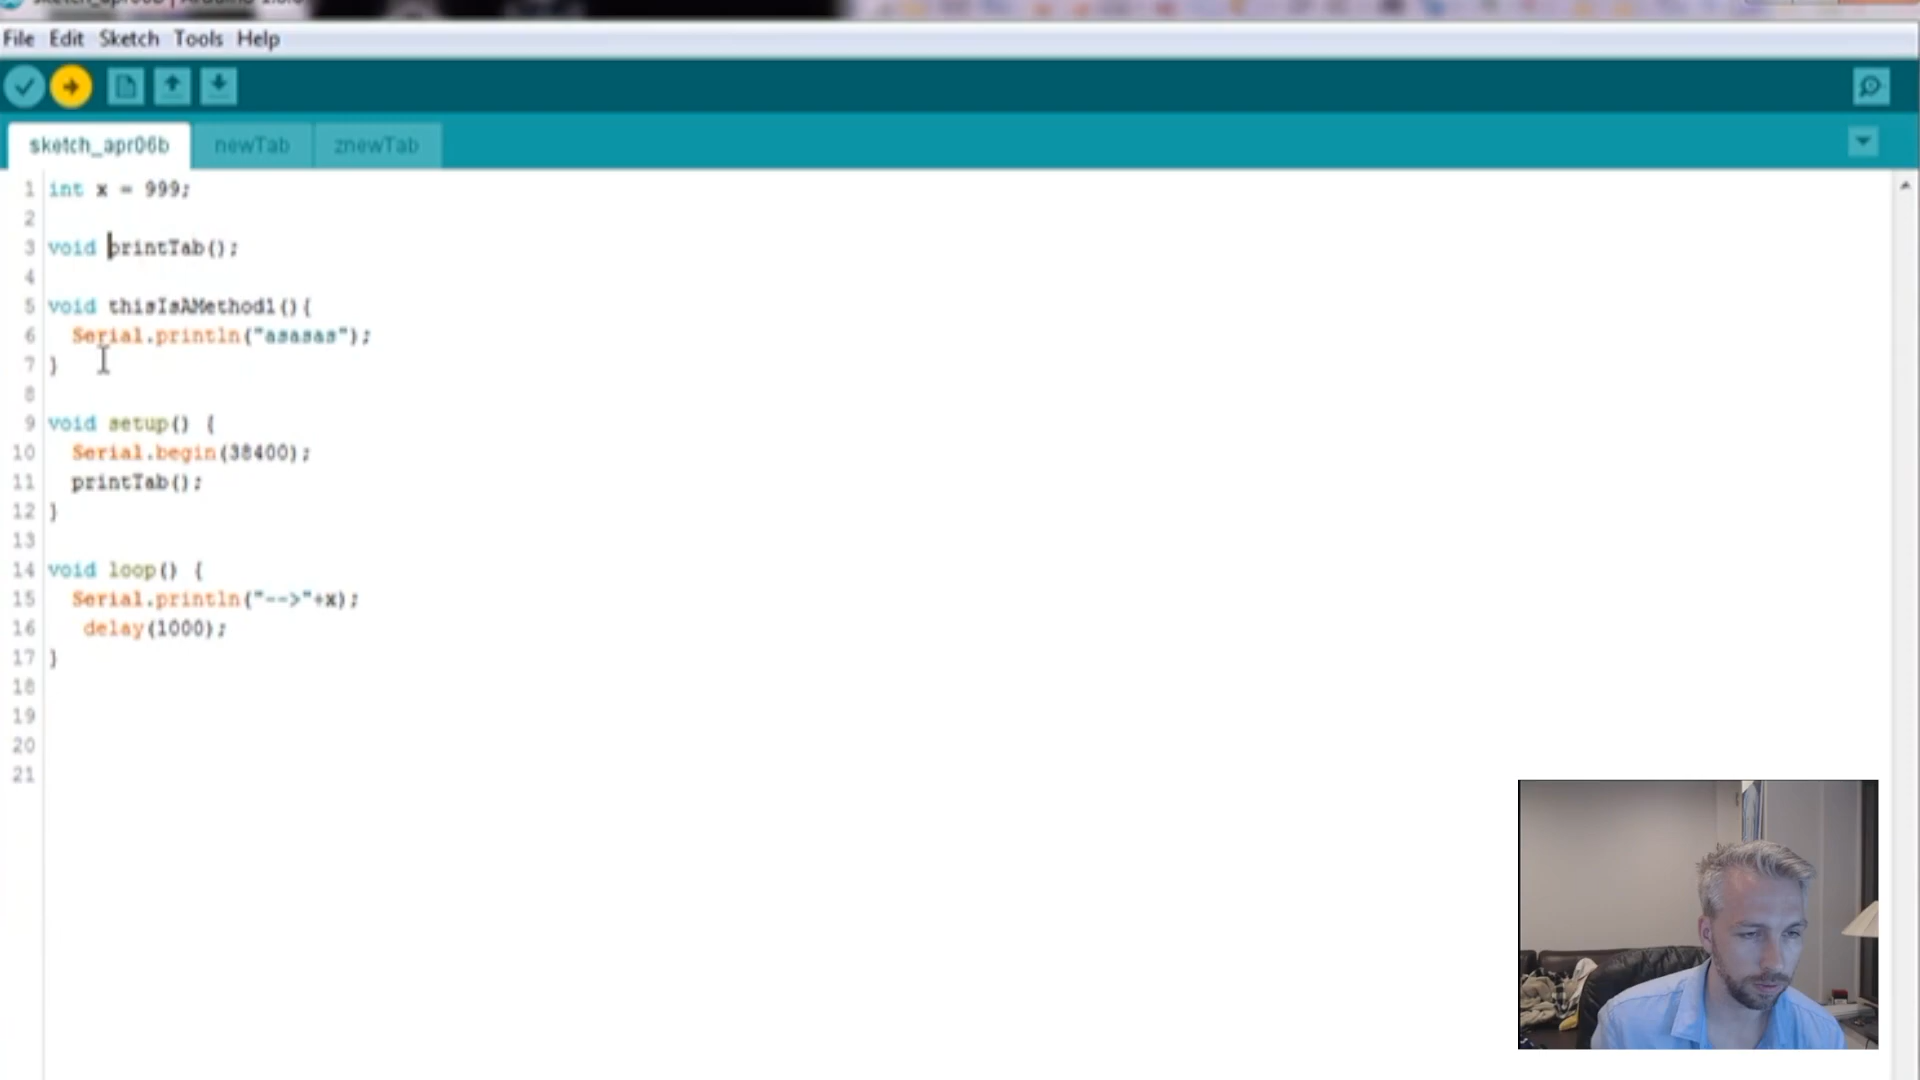 File Edit Sketch Tools Help
sketch_apr06b newTab znewTab
1 int x = 999;
2
3 void printTab();
4
5 void thisIsAMethod1(){
6 Serial.println("asasas");
7 }
8
9 void setup() {
10 Serial.begin(38400);
11 printTab();
12 }
13
14 void loop() {
15 Serial.println("-->"+x);
16 delay(1000);
17 }
18
19
20
21